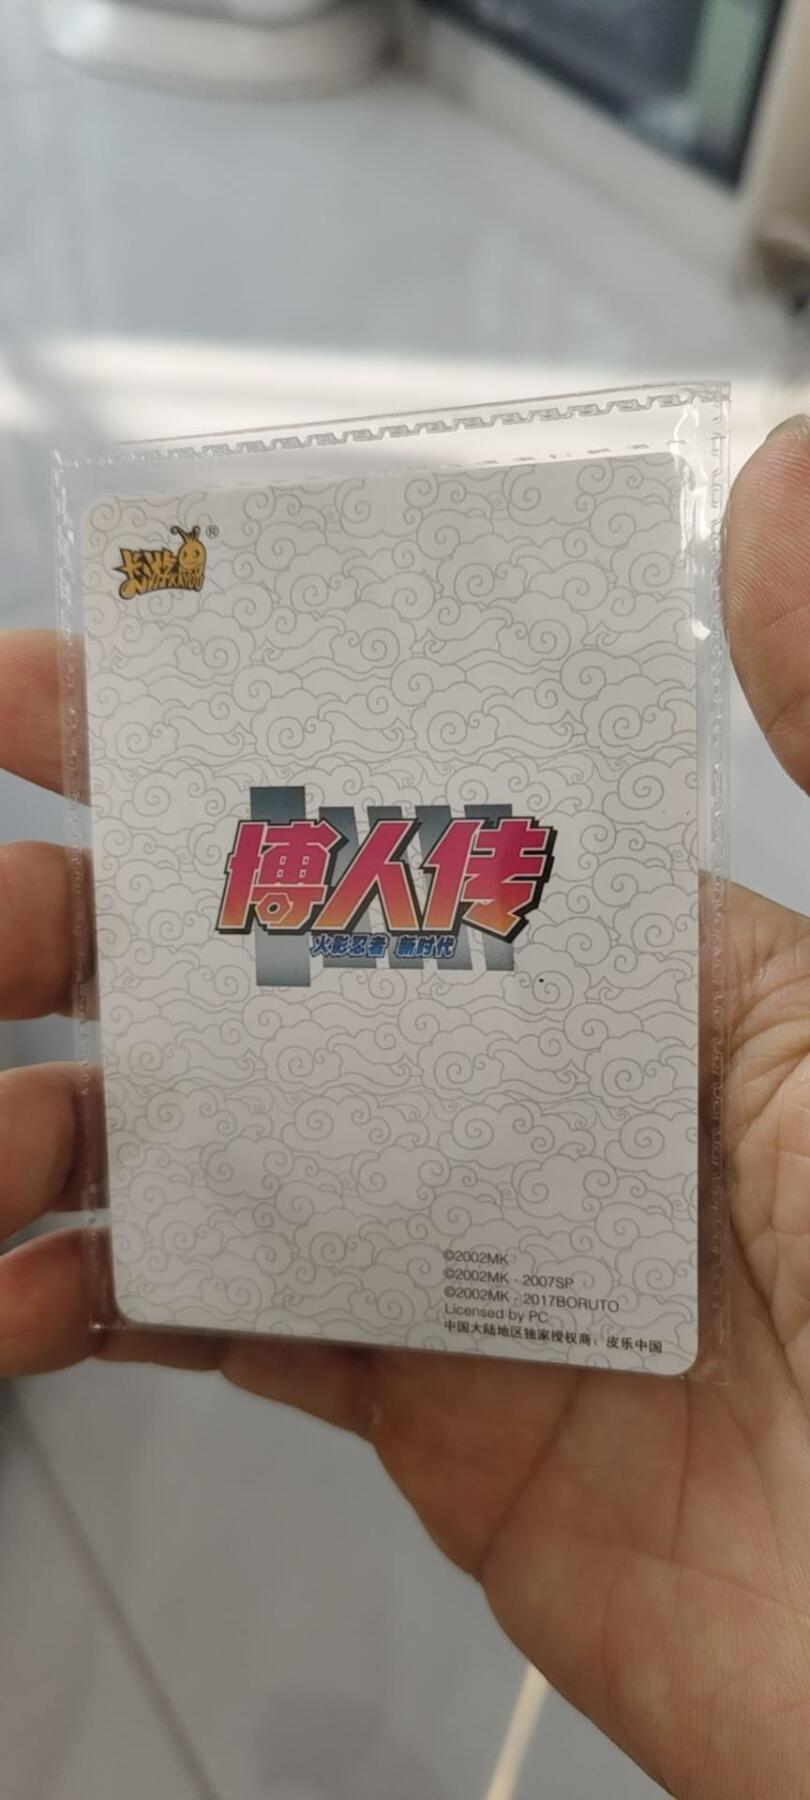 卡游 KAYOU ®
博人传
火影忍者 新时代
©2002MK
©2002MK - 2007SP
©2002MK - 2017BORUTO
Licensed by PC
中国大陆地区独家授权商：皮乐中国